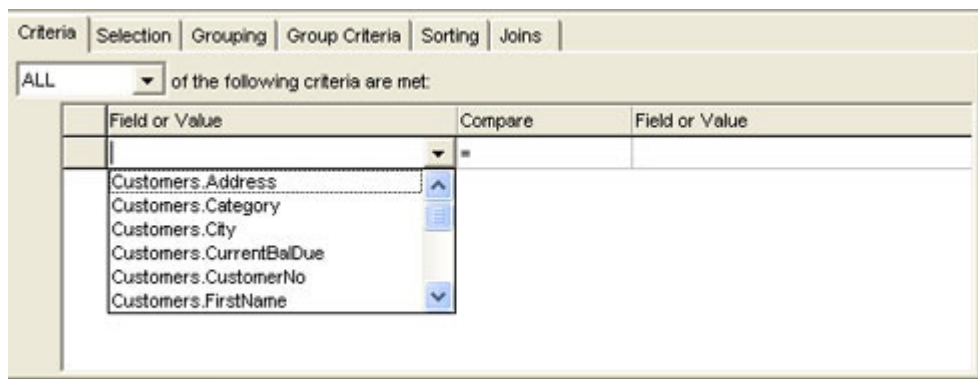 Criteria Selection Grouping Group Criteria Sorting Joins
ALL of the following criteria are met:
Field or Value Compare Field or Value
=
Customers.Address
Customers.Category
Customers.City
Customers.CurrentBalDue
Customers.CustomerNo
Customers.FirstName